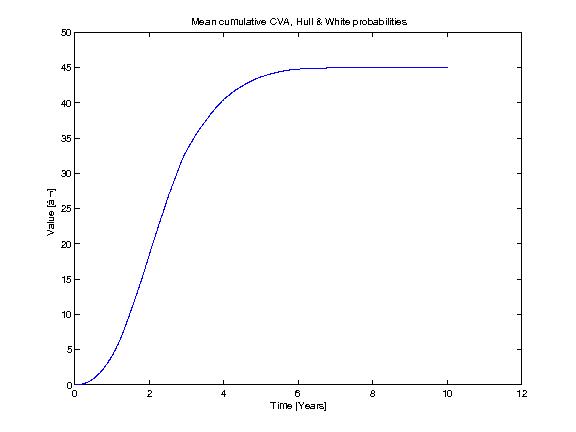 Mean cumulative CVA, Hull & White probabilities.
50
45
40
35
30
25
20
15
10
5
0
Value [â¬]
0 2 4 6 8 10 12
Time [Years]